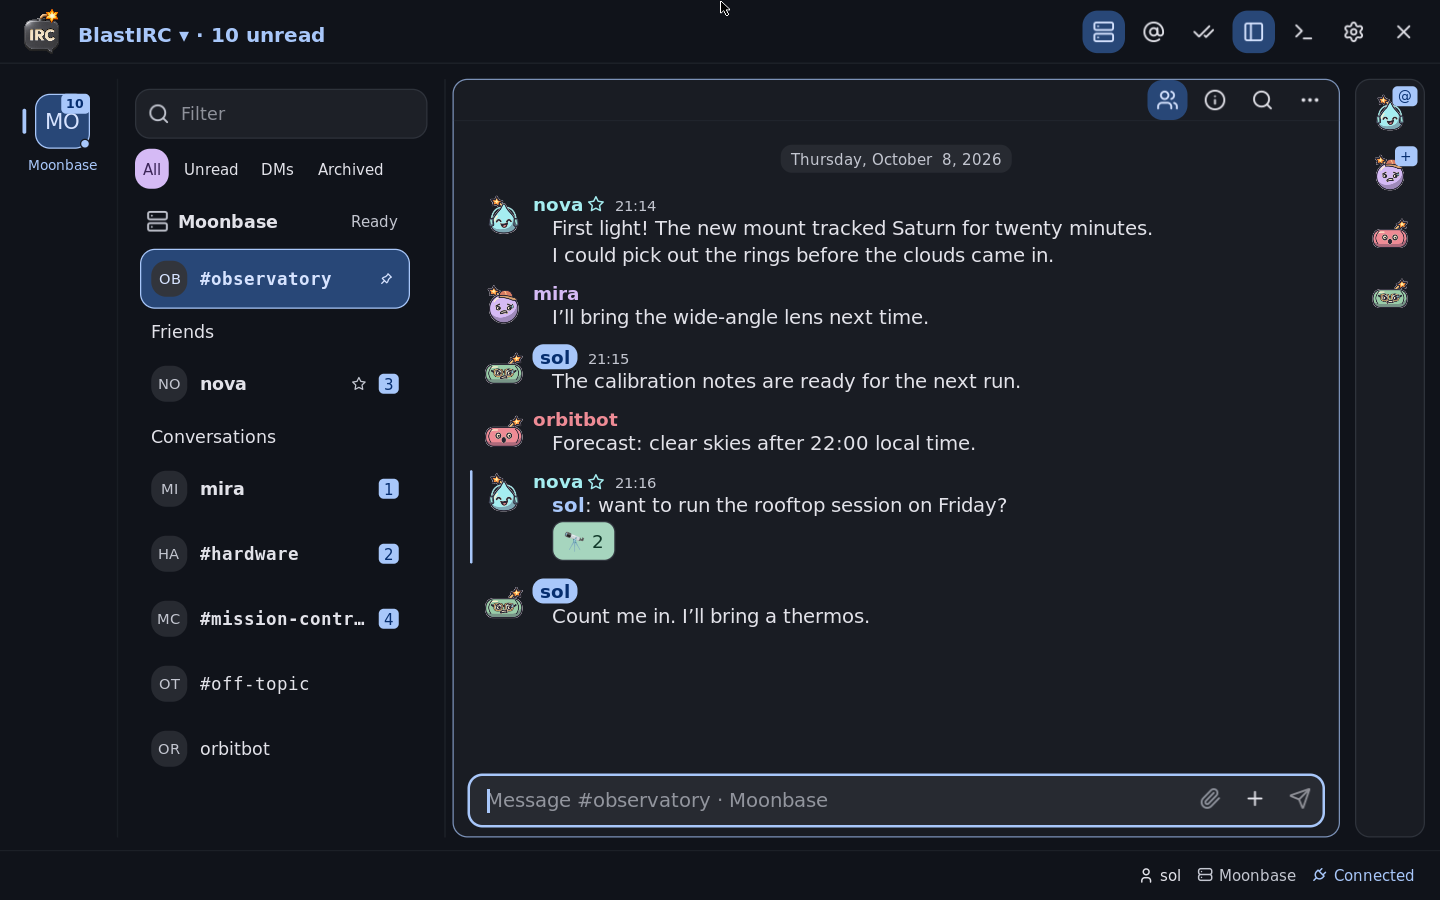 IRC
BlastIRC ▾ · 10 unread
10
MO
Moonbase
Filter
All Unread DMs Archived
Moonbase Ready
OB #observatory
Friends
NO nova 3
Conversations
MI mira 1
HA #hardware 2
MC #mission-contr… 4
OT #off-topic
OR orbitbot
Thursday, October 8, 2026
nova 21:14
First light! The new mount tracked Saturn for twenty minutes.
I could pick out the rings before the clouds came in.
mira
I’ll bring the wide-angle lens next time.
sol 21:15
The calibration notes are ready for the next run.
orbitbot
Forecast: clear skies after 22:00 local time.
nova 21:16
sol: want to run the rooftop session on Friday?
🔭 2
sol
Count me in. I’ll bring a thermos.
Message #observatory · Moonbase
@
+
sol Moonbase Connected